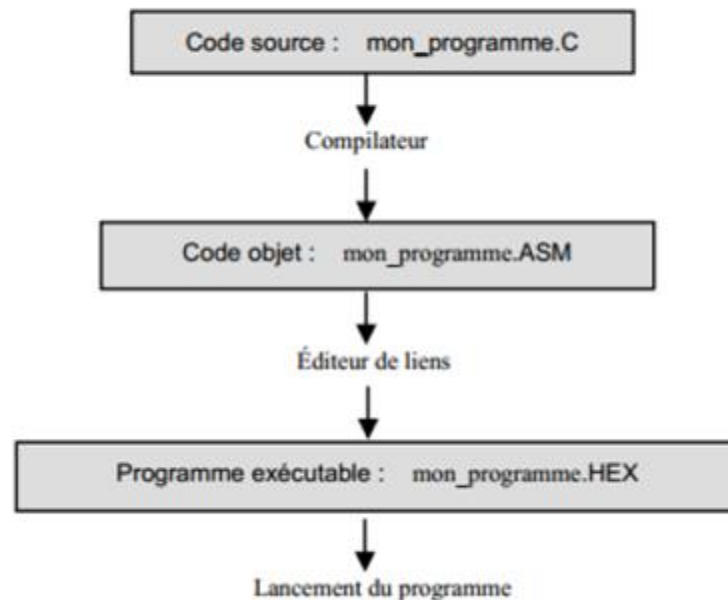 Code source : mon_programme.C
Compilateur
Code objet : mon_programme.ASM
Éditeur de liens
Programme exécutable : mon_programme.HEX
Lancement du programme